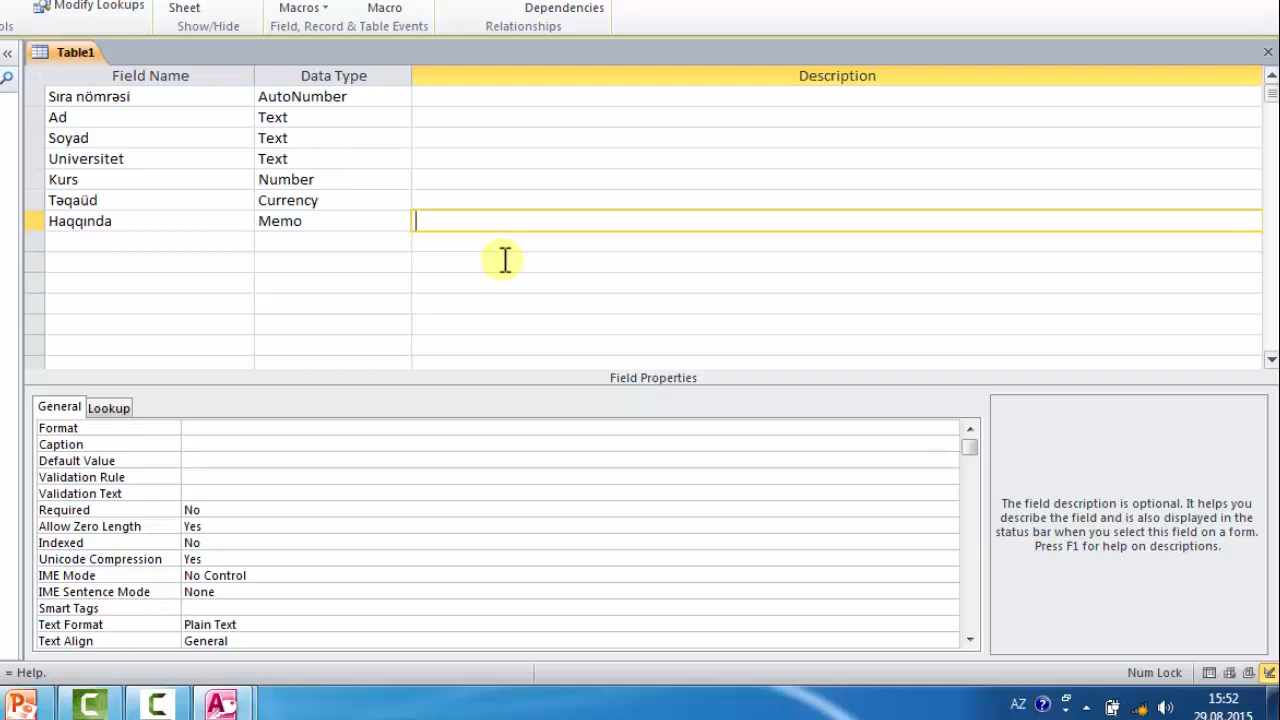 Modify Lookups
Sheet
Macros
Macro
Dependencies
Show/Hide
Field, Record & Table Events
Relationships
Table1
Field Name Data Type Description
Sıra nömrəsi AutoNumber
Ad Text
Soyad Text
Universitet Text
Kurs Number
Təqaüd Currency
Haqqında Memo
Field Properties
General Lookup
Format
Caption
Default Value
Validation Rule
Validation Text
Required No
Allow Zero Length Yes
Indexed No
Unicode Compression Yes
IME Mode No Control
IME Sentence Mode None
Smart Tags
Text Format Plain Text
Text Align General
The field description is optional. It helps you
describe the field and is also displayed in the
status bar when you select this field on a form.
Press F1 for help on descriptions.
= Help.
Num Lock
AZ
15:52
29.08.2015